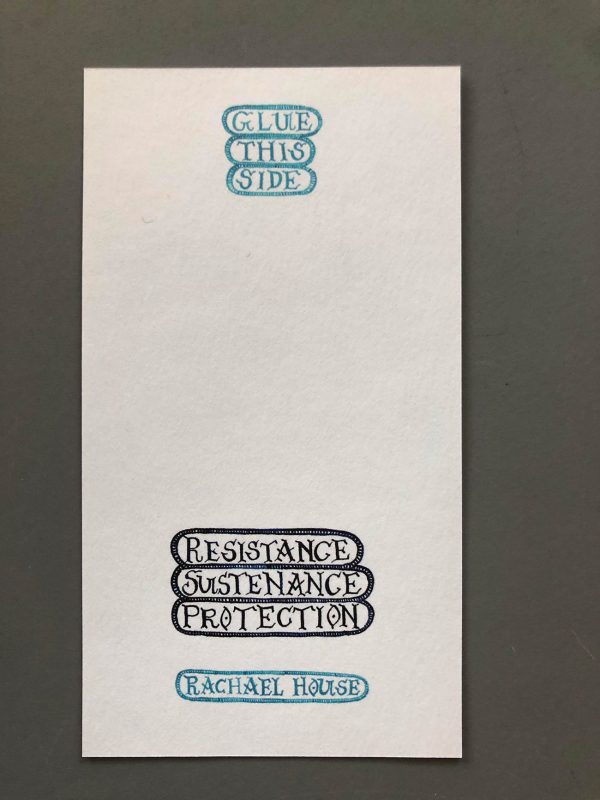 GLUE
THIS
SIDE
RESISTANCE
SUSTENANCE
PROTECTION
RACHAEL HOUSE